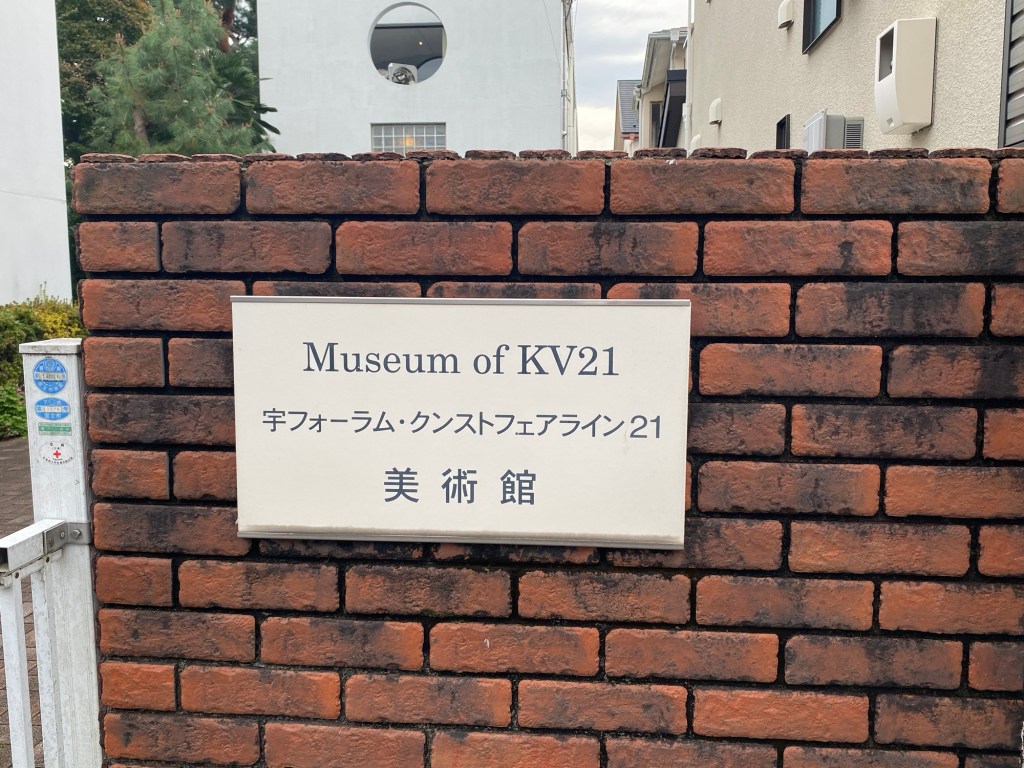 Museum of KV21
宇フォーラム・クンストフェアライン21
美術館